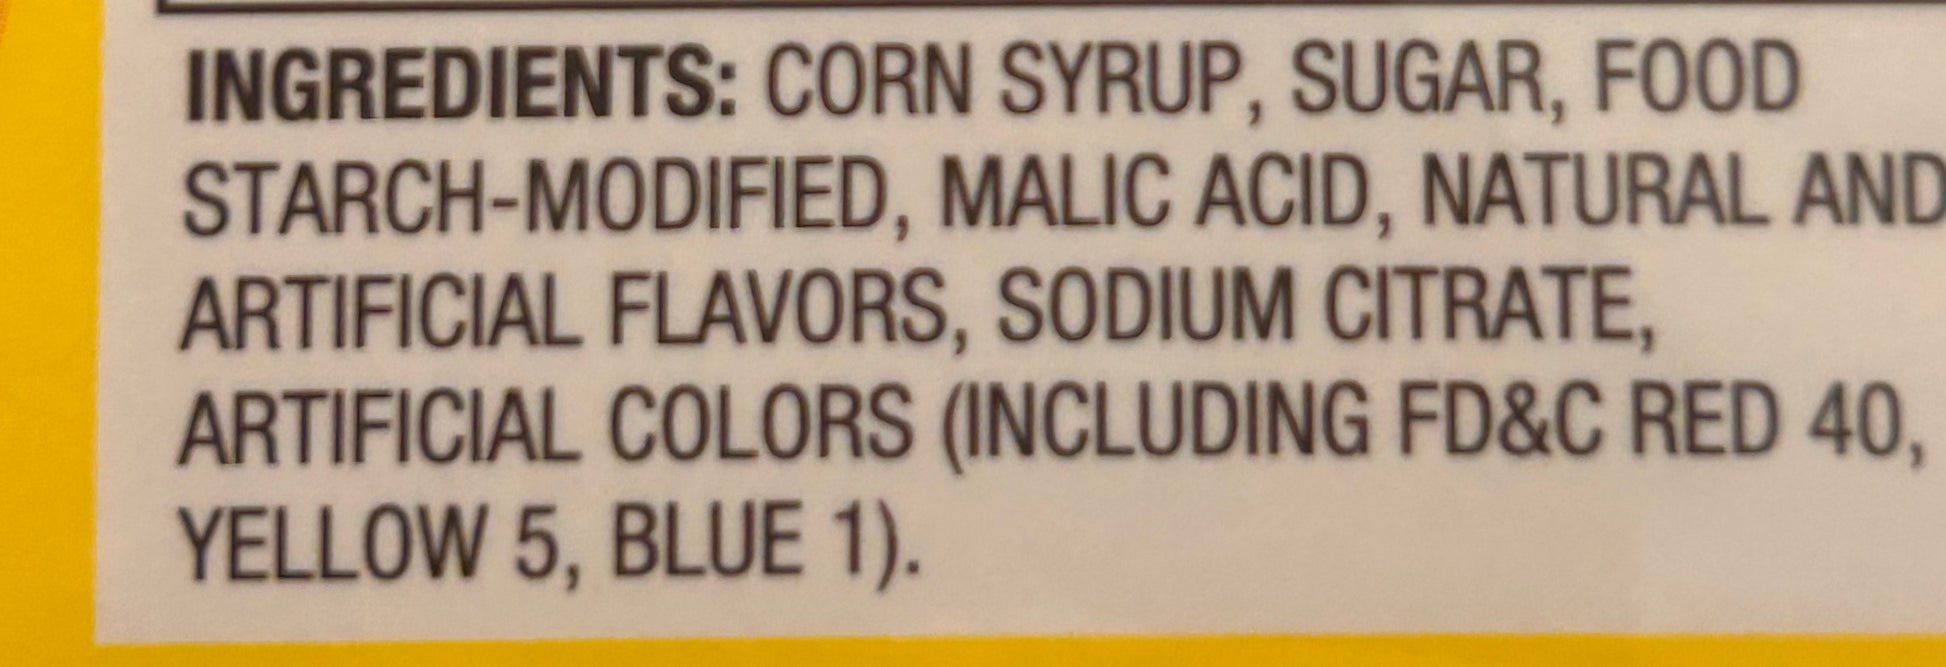 INGREDIENTS: CORN SYRUP, SUGAR, FOOD
STARCH-MODIFIED, MALIC ACID, NATURAL AND
ARTIFICIAL FLAVORS, SODIUM CITRATE,
ARTIFICIAL COLORS (INCLUDING FD&C RED 40,
YELLOW 5, BLUE 1).